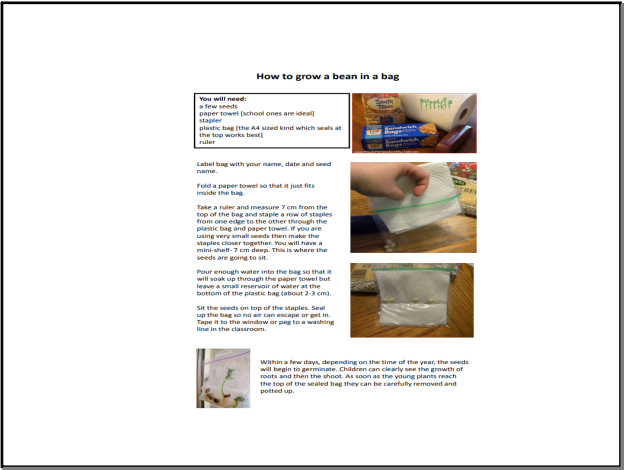 How to grow a bean in a bag
You will need:
a few seeds
paper towel [school ones are ideal]
stapler
plastic bag [the A4 sized kind which seals at
the top works best]
ruler
Sandwich
Bags
Label bag with your name, date and seed
name.
Fold a paper towel so that it just fits
inside the bag.
Take a ruler and measure 7 cm from the
top of the bag and staple a row of staples
from one edge to the other through the
plastic bag and paper towel. If you are
using very small seeds then make the
staples closer together. You will have a
mini-shelf- 7 cm deep. This is where the
seeds are going to sit.
Pour enough water into the bag so that it
will soak up through the paper towel but
leave a small reservoir of water at the
bottom of the plastic bag (about 2-3 cm).
Sit the seeds on top of the staples. Seal
up the bag so no air can escape or get in.
Tape it to the window or peg to a washing
line in the classroom.
Within a few days, depending on the time of the year, the seeds
will begin to germinate. Children can clearly see the growth of
roots and then the shoot. As soon as the young plants reach
the top of the sealed bag they can be carefully removed and
potted up.